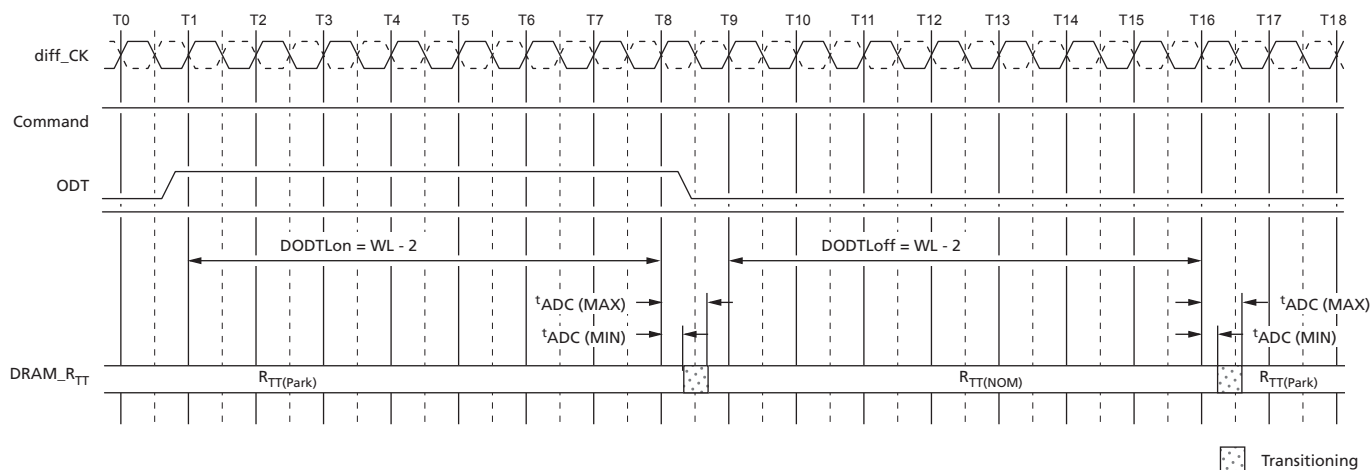 T0 T1 T2 T3 T4 T5 T6 T7 T8 T9 T10 T11 T12 T13 T14 T15 T16 T17 T18
diff_CK
Command
ODT
DODTLon = WL - 2 DODTLoff = WL - 2
tADC (MAX) tADC (MAX)
tADC (MIN) tADC (MIN)
DRAM_RTT RTT(Park) RTT(NOM) RTT(Park)
Transitioning